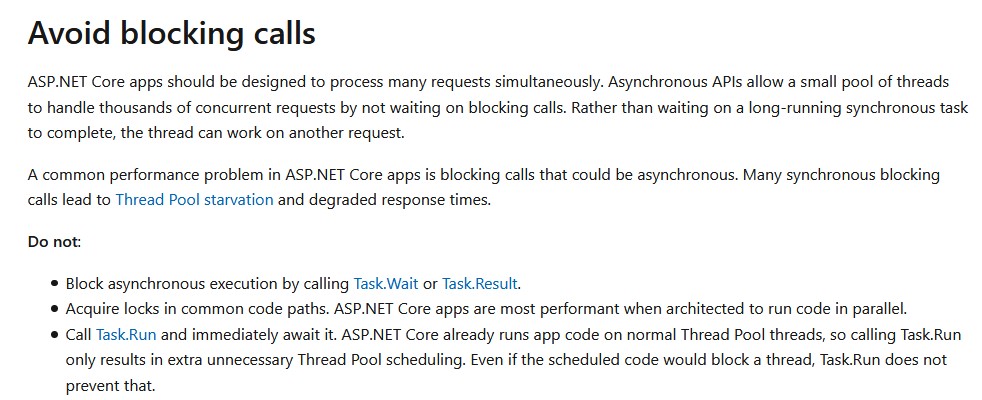 Avoid blocking calls
ASP.NET Core apps should be designed to process many requests simultaneously. Asynchronous APIs allow a small pool of threads
to handle thousands of concurrent requests by not waiting on blocking calls. Rather than waiting on a long-running synchronous task
to complete, the thread can work on another request.
A common performance problem in ASP.NET Core apps is blocking calls that could be asynchronous. Many synchronous blocking
calls lead to Thread Pool starvation and degraded response times.
Do not:
• Block asynchronous execution by calling Task.Wait or Task.Result.
• Acquire locks in common code paths. ASP.NET Core apps are most performant when architected to run code in parallel.
• Call Task.Run and immediately await it. ASP.NET Core already runs app code on normal Thread Pool threads, so calling Task.Run
only results in extra unnecessary Thread Pool scheduling. Even if the scheduled code would block a thread, Task.Run does not
prevent that.